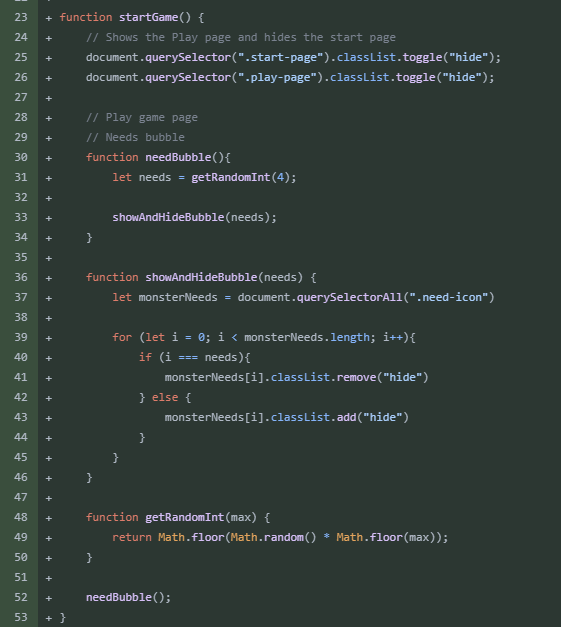 23 + function startGame() {
24 + // Shows the Play page and hides the start page
25 + document.querySelector(".start-page").classList.toggle("hide");
26 + document.querySelector(".play-page").classList.toggle("hide");
27 +
28 + // Play game page
29 + // Needs bubble
30 + function needBubble(){
31 + let needs = getRandomInt(4);
32 +
33 + showAndHideBubble(needs);
34 + }
35 +
36 + function showAndHideBubble(needs) {
37 + let monsterNeeds = document.querySelectorAll(".need-icon")
38 +
39 + for (let i = 0; i < monsterNeeds.length; i++){
40 + if (i === needs){
41 + monsterNeeds[i].classList.remove("hide")
42 + } else {
43 + monsterNeeds[i].classList.add("hide")
44 + }
45 + }
46 + }
47 +
48 + function getRandomInt(max) {
49 + return Math.floor(Math.random() * Math.floor(max));
50 + }
51 +
52 + needBubble();
53 + }